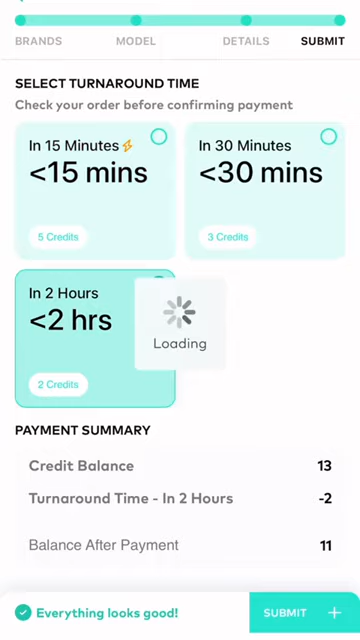 BRANDS MODEL DETAILS SUBMIT
SELECT TURNAROUND TIME
Check your order before confirming payment
In 15 Minutes⚡
<15 mins
5 Credits
In 30 Minutes
<30 mins
3 Credits
In 2 Hours
<2 hrs
2 Credits
Loading
PAYMENT SUMMARY
Credit Balance 13
Turnaround Time - In 2 Hours -2
Balance After Payment 11
Everything looks good!
SUBMIT +